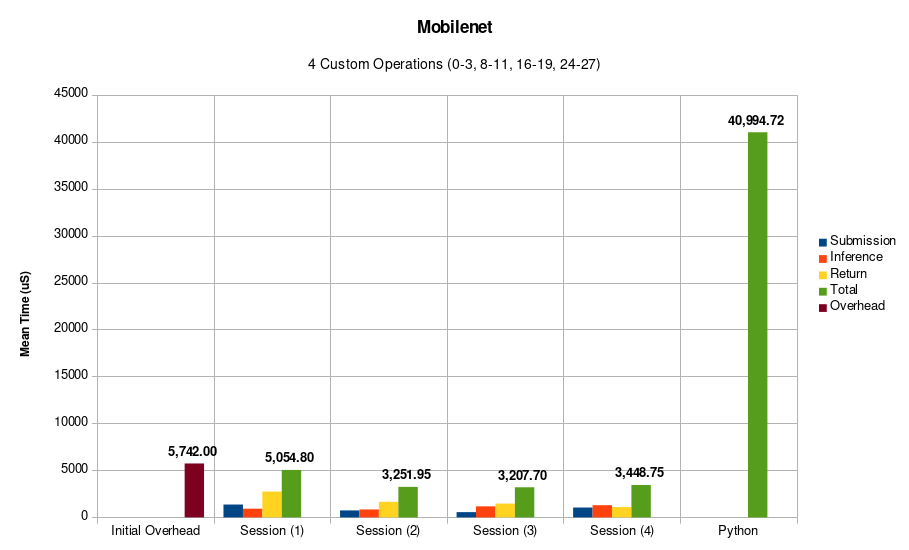 Mobilenet
4 Custom Operations (0-3, 8-11, 16-19, 24-27)
Mean Time (uS)
45000
40000
35000
30000
25000
20000
15000
10000
5000
0
5,742.00
5,054.80
3,251.95
3,207.70
3,448.75
40,994.72
Initial Overhead
Session (1)
Session (2)
Session (3)
Session (4)
Python
Submission
Inference
Return
Total
Overhead